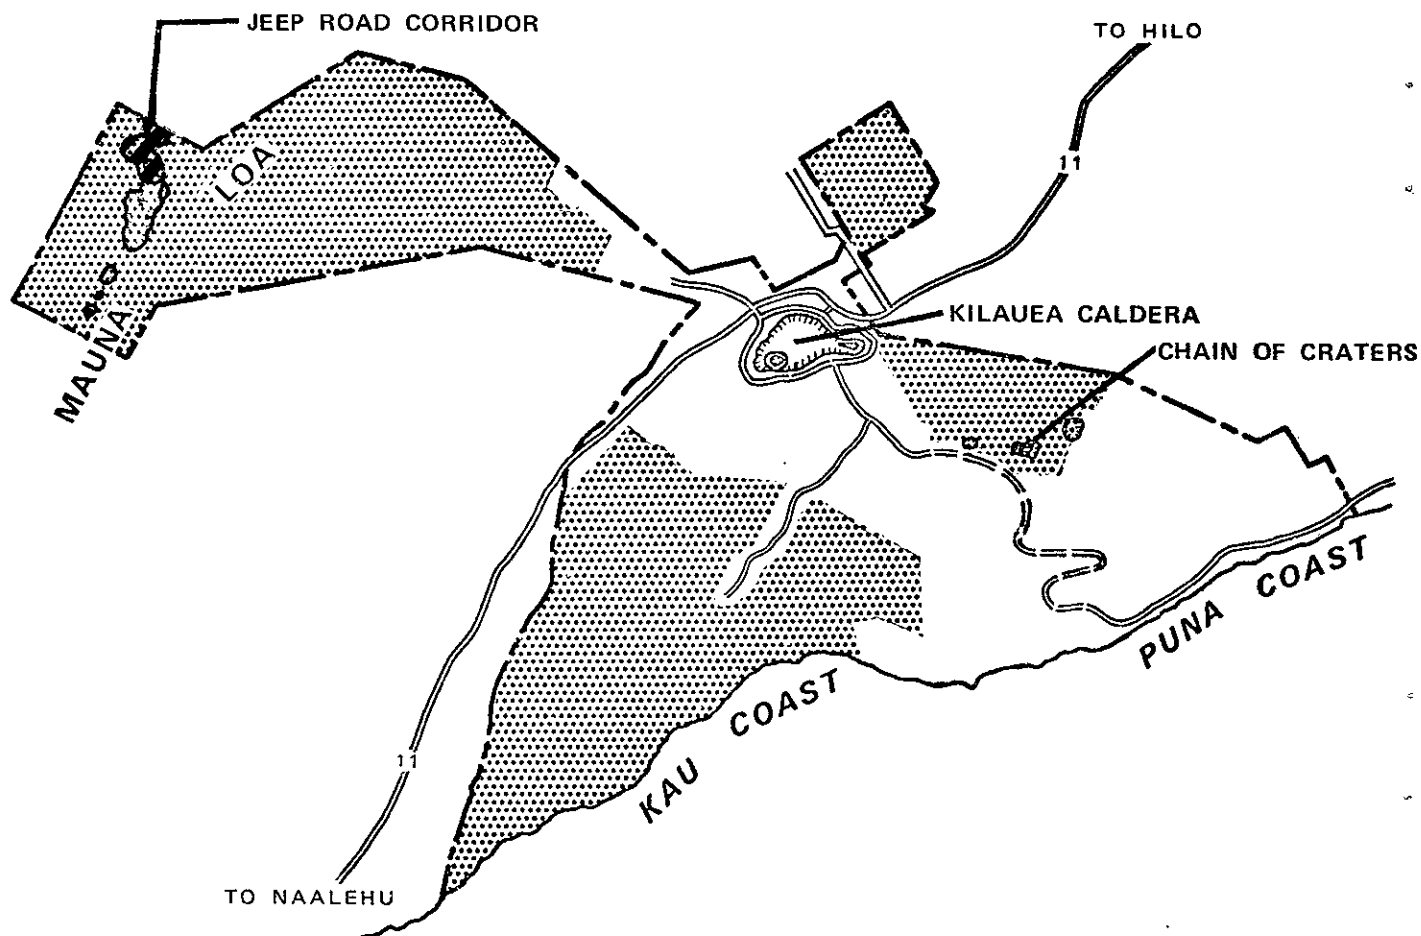 JEEP ROAD CORRIDOR
TO HILO
11
MAUNA LOA
KILAUEA CALDERA
CHAIN OF CRATERS
PUNA COAST
KAU COAST
11
TO NAALEHU